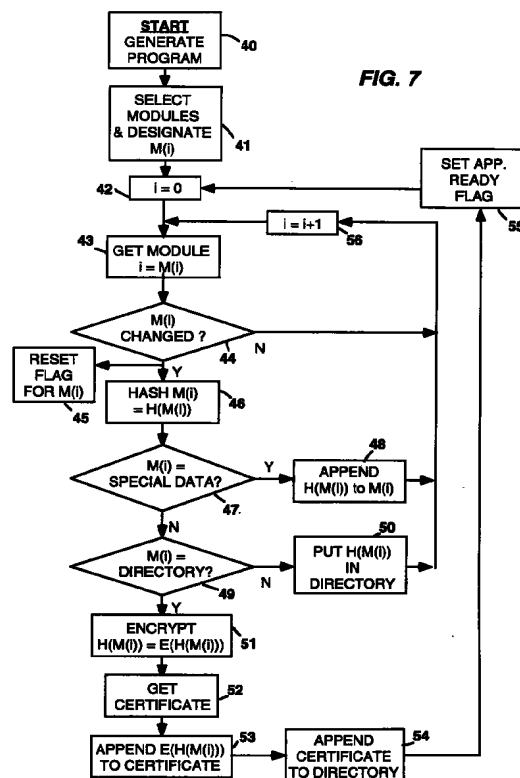 START
GENERATE
PROGRAM
40
FIG. 7
SELECT
MODULES
& DESIGNATE
M(i)
41
SET APP.
READY
FLAG
55
42
i = 0
i = i+1
56
43
GET MODULE
i = M(i)
M(i)
CHANGED ?
44
N
Y
RESET
FLAG
FOR M(i)
45
HASH M(i)
= H(M(i))
46
M(i) =
SPECIAL DATA?
47
Y
N
48
APPEND
H(M(i)) to M(i)
M(i) =
DIRECTORY?
49
N
Y
50
PUT H(M(i))
IN
DIRECTORY
ENCRYPT
H(M(i)) = E(H(M(i)))
51
GET
CERTIFICATE
52
APPEND E(H(M(i)))
TO CERTIFICATE
53
APPEND
CERTIFICATE
TO DIRECTORY
54